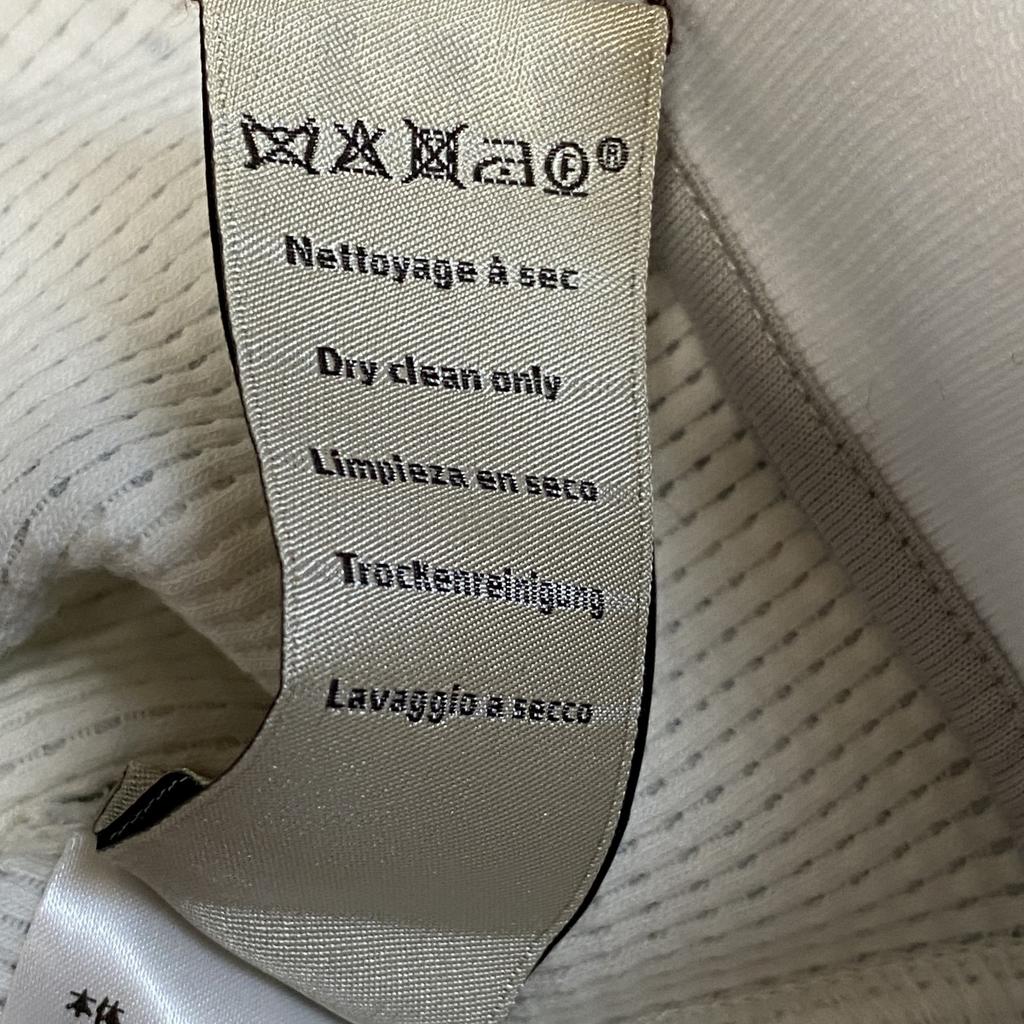 F ®
Nettoyage à sec
Dry clean only
Limpieza en seco
Trockenreinigung
Lavaggio a secco
本体